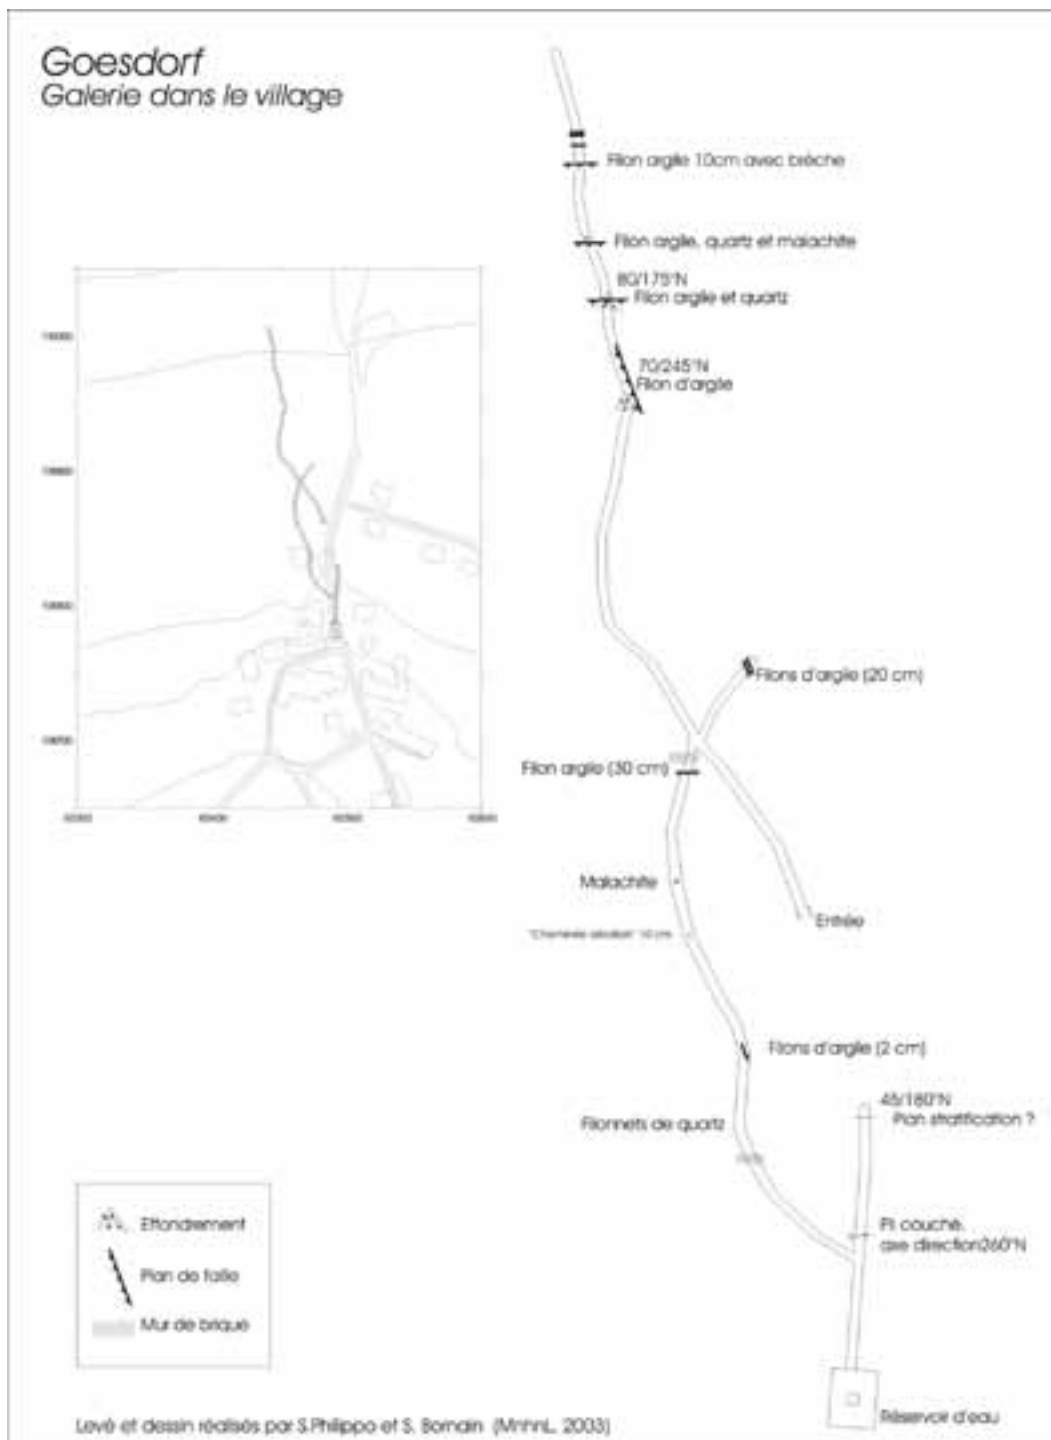 Goesdorf
Galerie dans le village
Filon argile 10cm avec brèche
Filon argile, quartz et malachite
80/175°N
Filon argile et quartz
70/245°N
Filon d'argile
Filons d'argile (20 cm)
Filon argile (30 cm)
Malachite
Entrée
Filons d'argile (2 cm)
45/180°N
Plan stratification ?
Filonnets de quartz
Pli couché,
axe direction260°N
Réservoir d'eau
Effondrement
Plan de faille
Mur de brique
Levé et dessin réalisés par S.Philippo et S. Bornain (MnhnL, 2003)